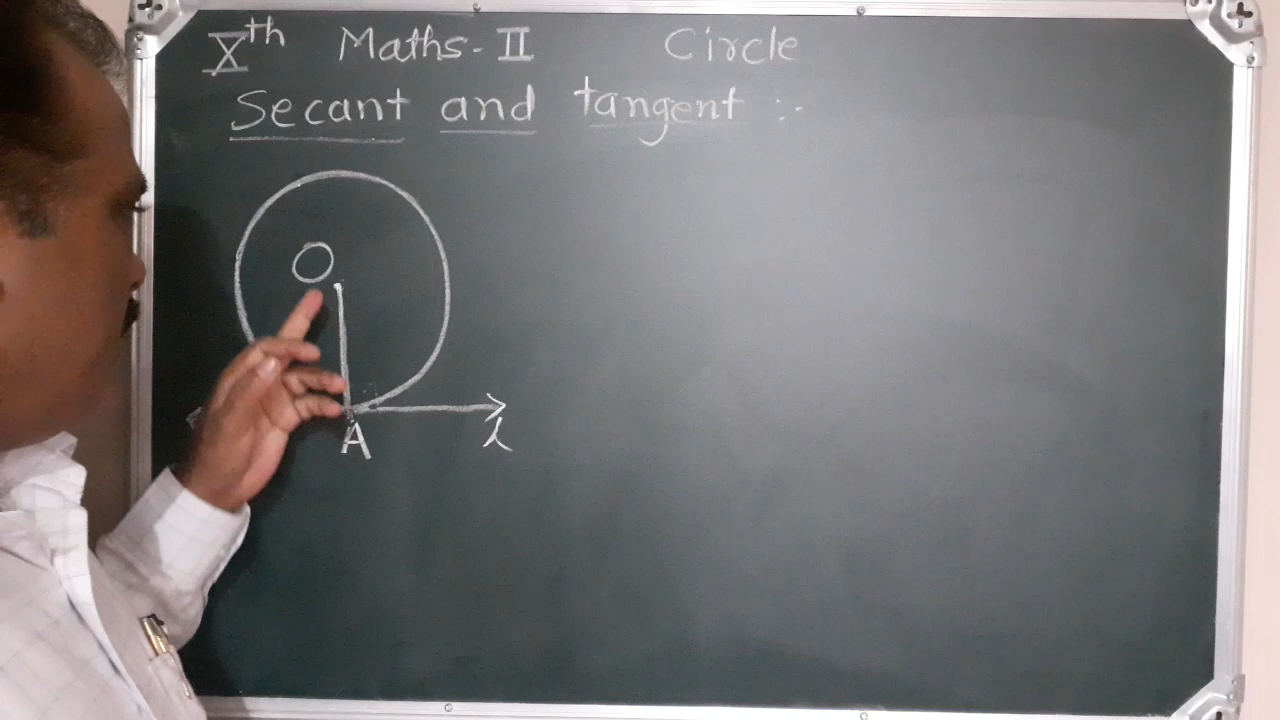 Xth Maths-II Circle
Secant and tangent :-
O
A
l